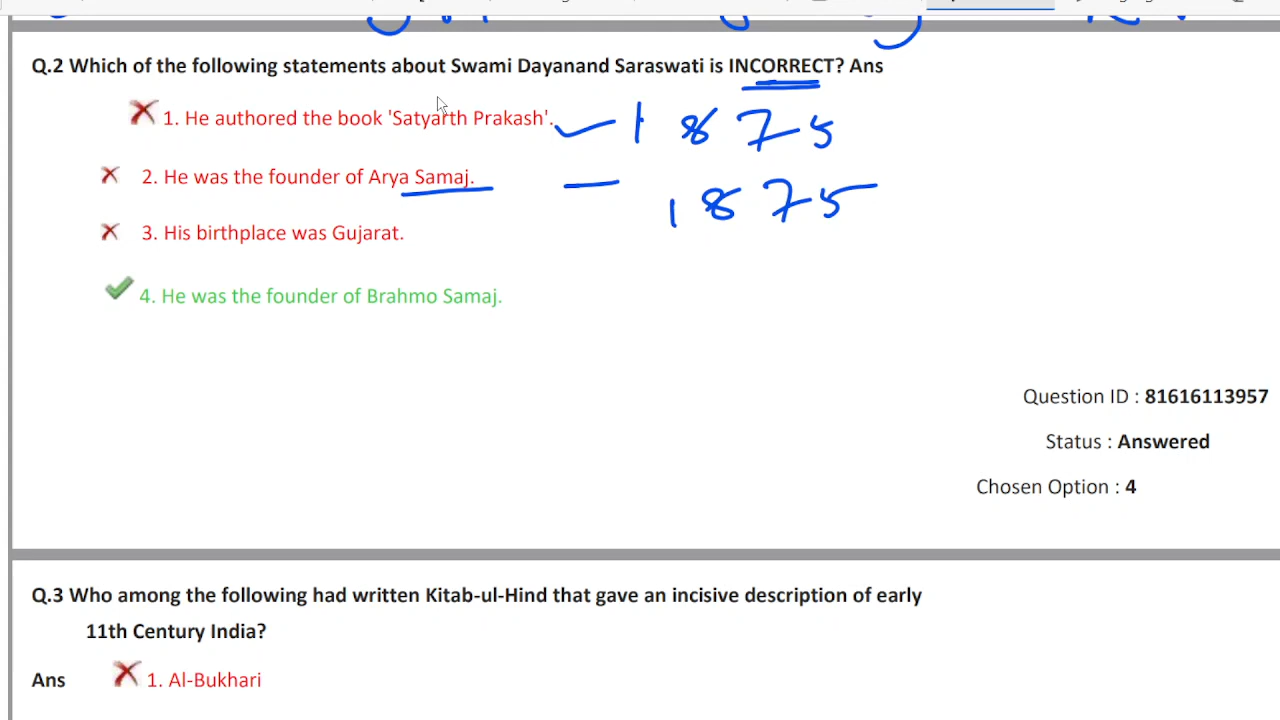 Q.2 Which of the following statements about Swami Dayanand Saraswati is INCORRECT? Ans
1. He authored the book 'Satyarth Prakash'. 1875
2. He was the founder of Arya Samaj. 1875
3. His birthplace was Gujarat.
4. He was the founder of Brahmo Samaj.
Question ID : 81616113957
Status : Answered
Chosen Option : 4
Q.3 Who among the following had written Kitab-ul-Hind that gave an incisive description of early
11th Century India?
Ans 1. Al-Bukhari